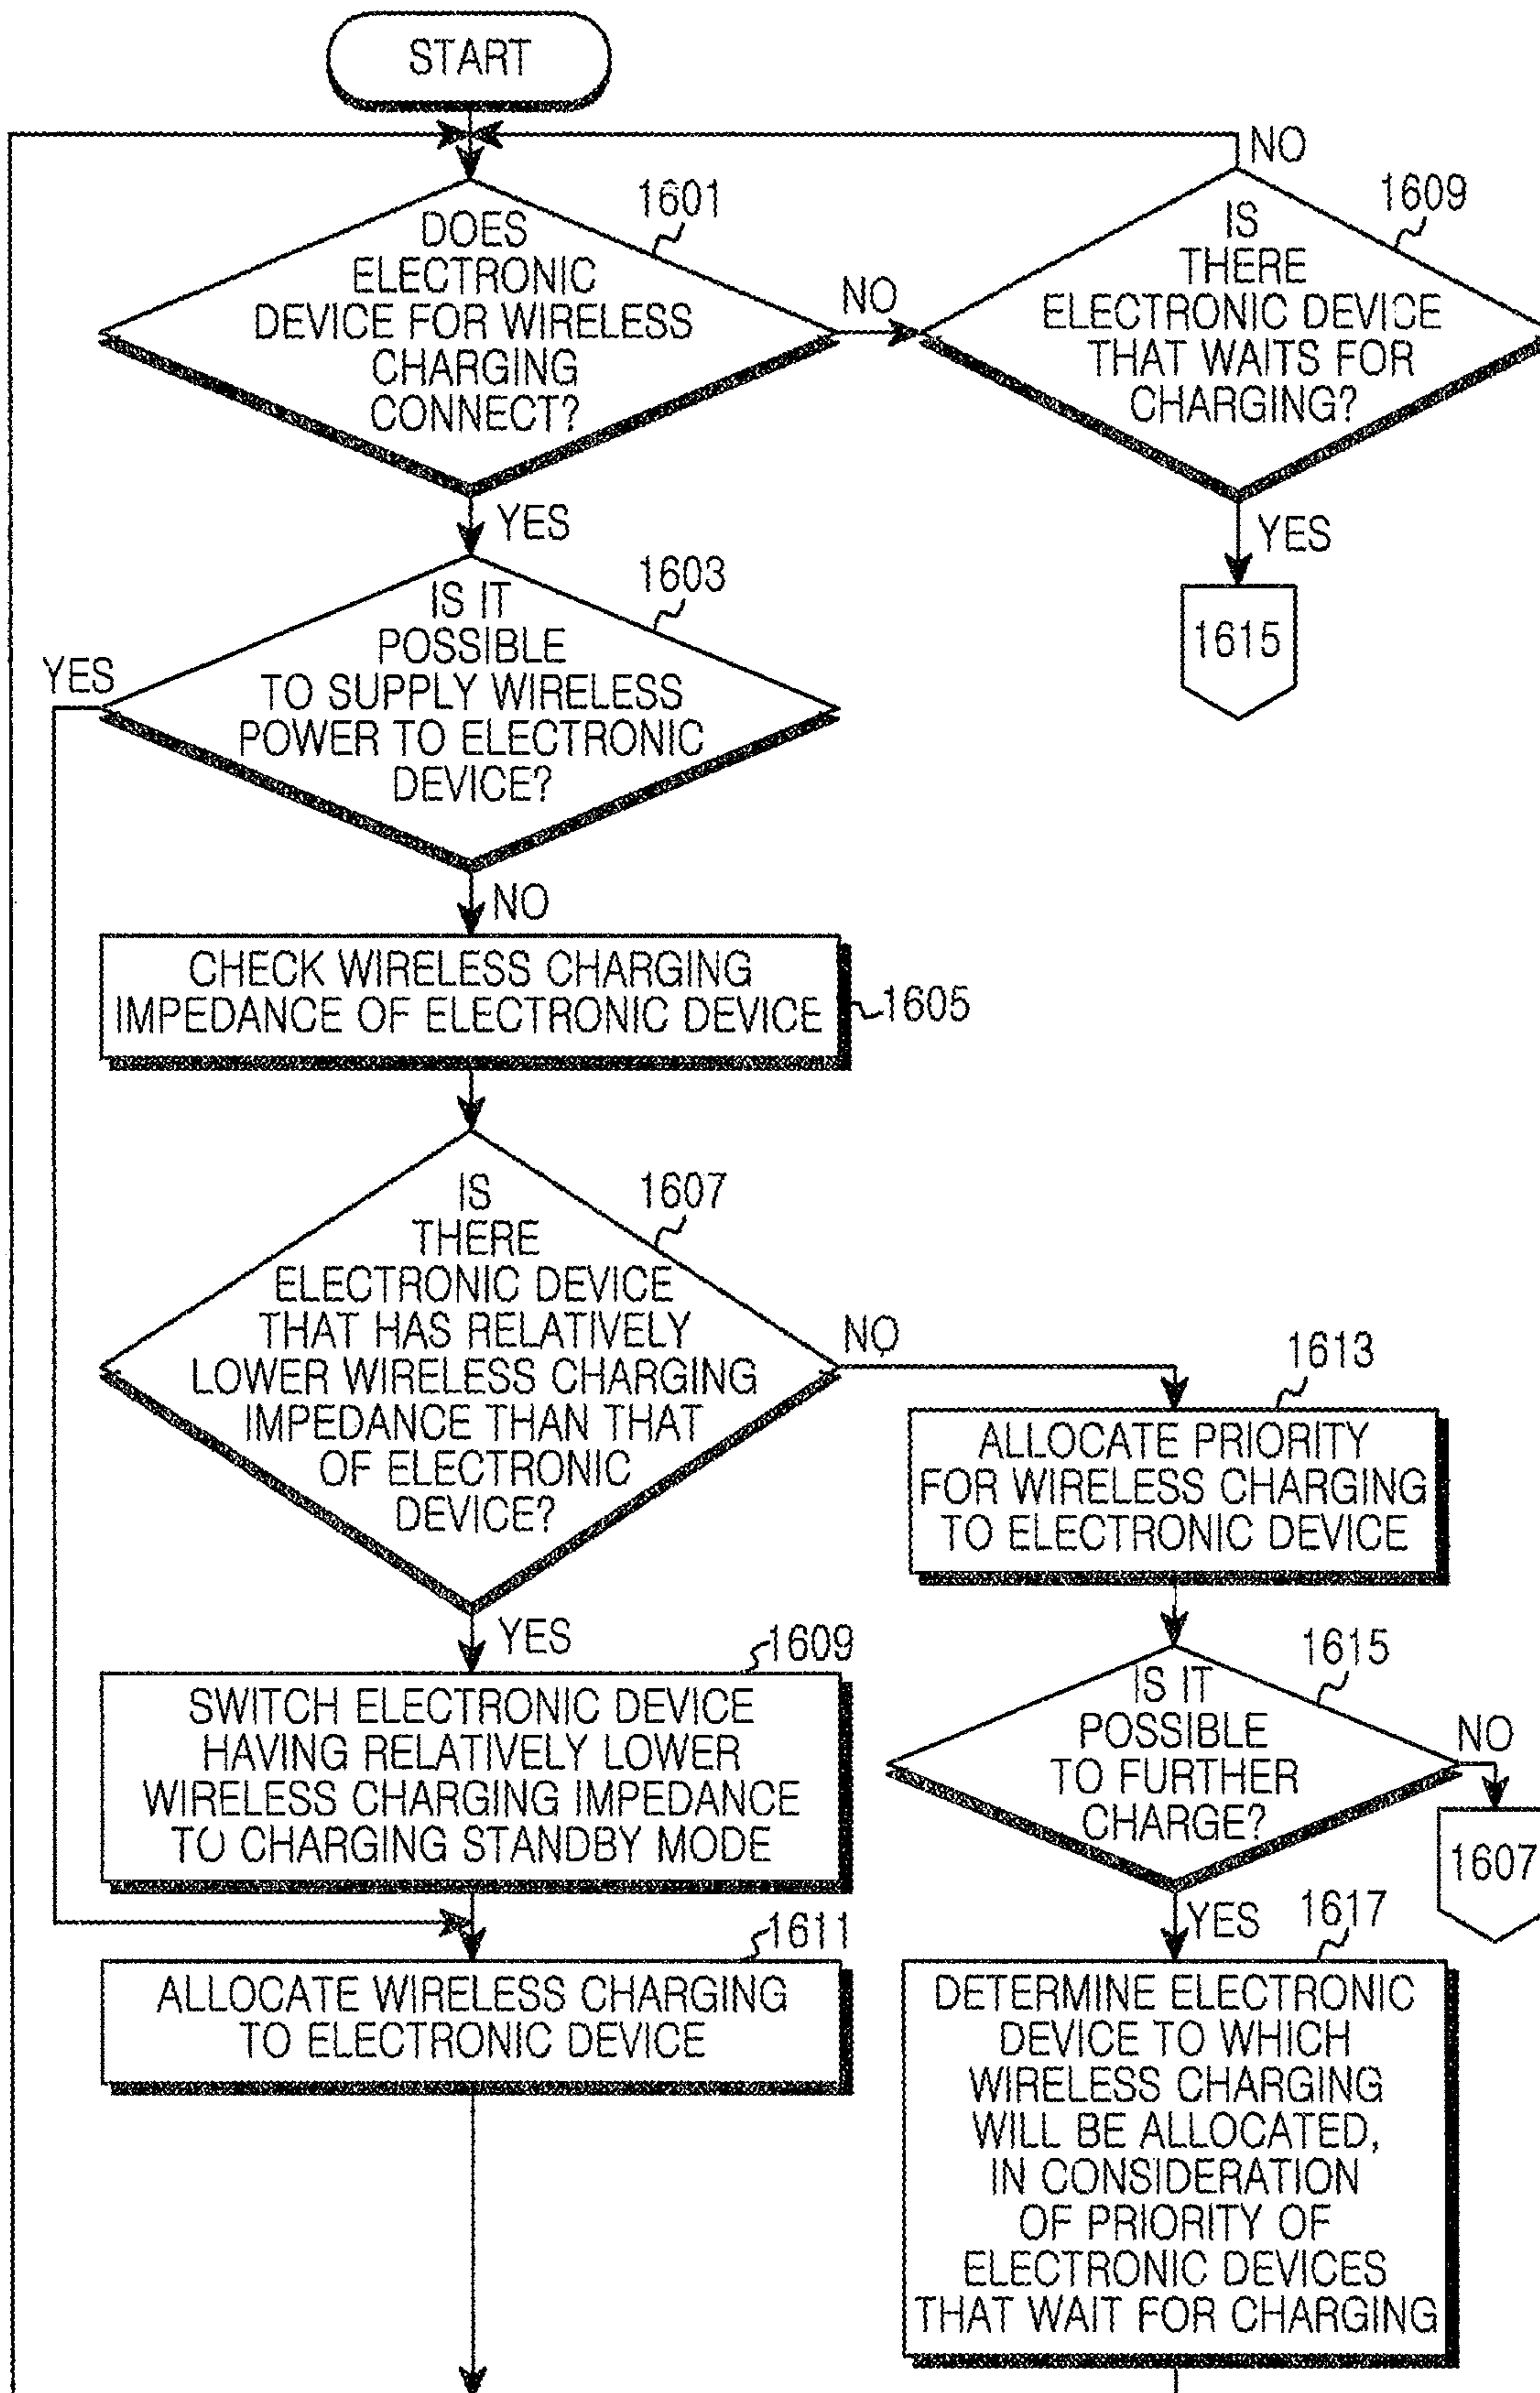 START
NO
1601
1609
DOES
ELECTRONIC
DEVICE FOR WIRELESS
CHARGING
CONNECT?
NO
IS
THERE
ELECTRONIC DEVICE
THAT WAITS FOR
CHARGING?
YES
YES
1615
1603
IS IT
POSSIBLE
TO SUPPLY WIRELESS
POWER TO ELECTRONIC
DEVICE?
YES
NO
CHECK WIRELESS CHARGING
IMPEDANCE OF ELECTRONIC DEVICE
1605
1607
IS
THERE
ELECTRONIC DEVICE
THAT HAS RELATIVELY
LOWER WIRELESS CHARGING
IMPEDANCE THAN THAT
OF ELECTRONIC
DEVICE?
NO
1613
ALLOCATE PRIORITY
FOR WIRELESS CHARGING
TO ELECTRONIC DEVICE
YES
1609
SWITCH ELECTRONIC DEVICE
HAVING RELATIVELY LOWER
WIRELESS CHARGING IMPEDANCE
TO CHARGING STANDBY MODE
1615
IS IT
POSSIBLE
TO FURTHER
CHARGE?
NO
1607
YES
1611
ALLOCATE WIRELESS CHARGING
TO ELECTRONIC DEVICE
1617
DETERMINE ELECTRONIC
DEVICE TO WHICH
WIRELESS CHARGING
WILL BE ALLOCATED,
IN CONSIDERATION
OF PRIORITY OF
ELECTRONIC DEVICES
THAT WAIT FOR CHARGING